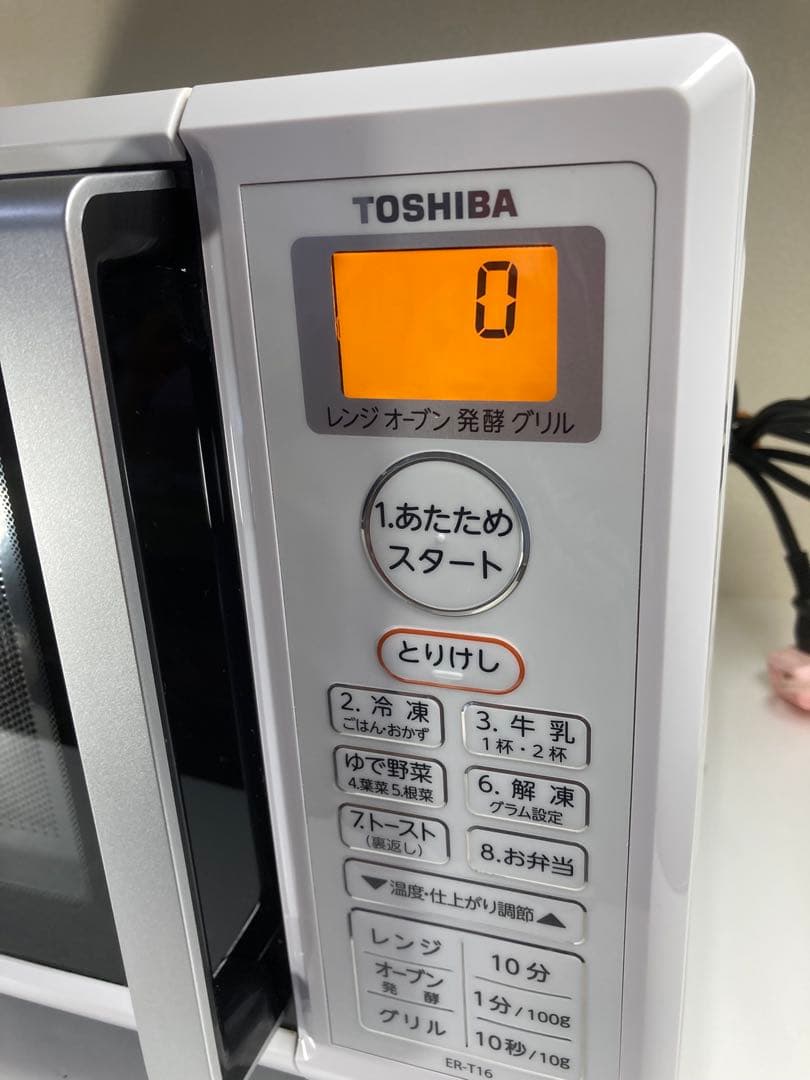 TOSHIBA
0
レンジ オーブン 発酵 グリル
1.あたため
スタート
とりけし
2. 冷凍
ごはん・おかず
3. 牛乳
1杯・2杯
ゆで野菜
4.葉菜 5.根菜
6. 解凍
グラム設定
7.トースト
(裏返し)
8.お弁当
▼温度・仕上がり調節▲
レンジ
10分
オーブン
発酵
1分/100g
グリル
10秒/10g
ER-T16